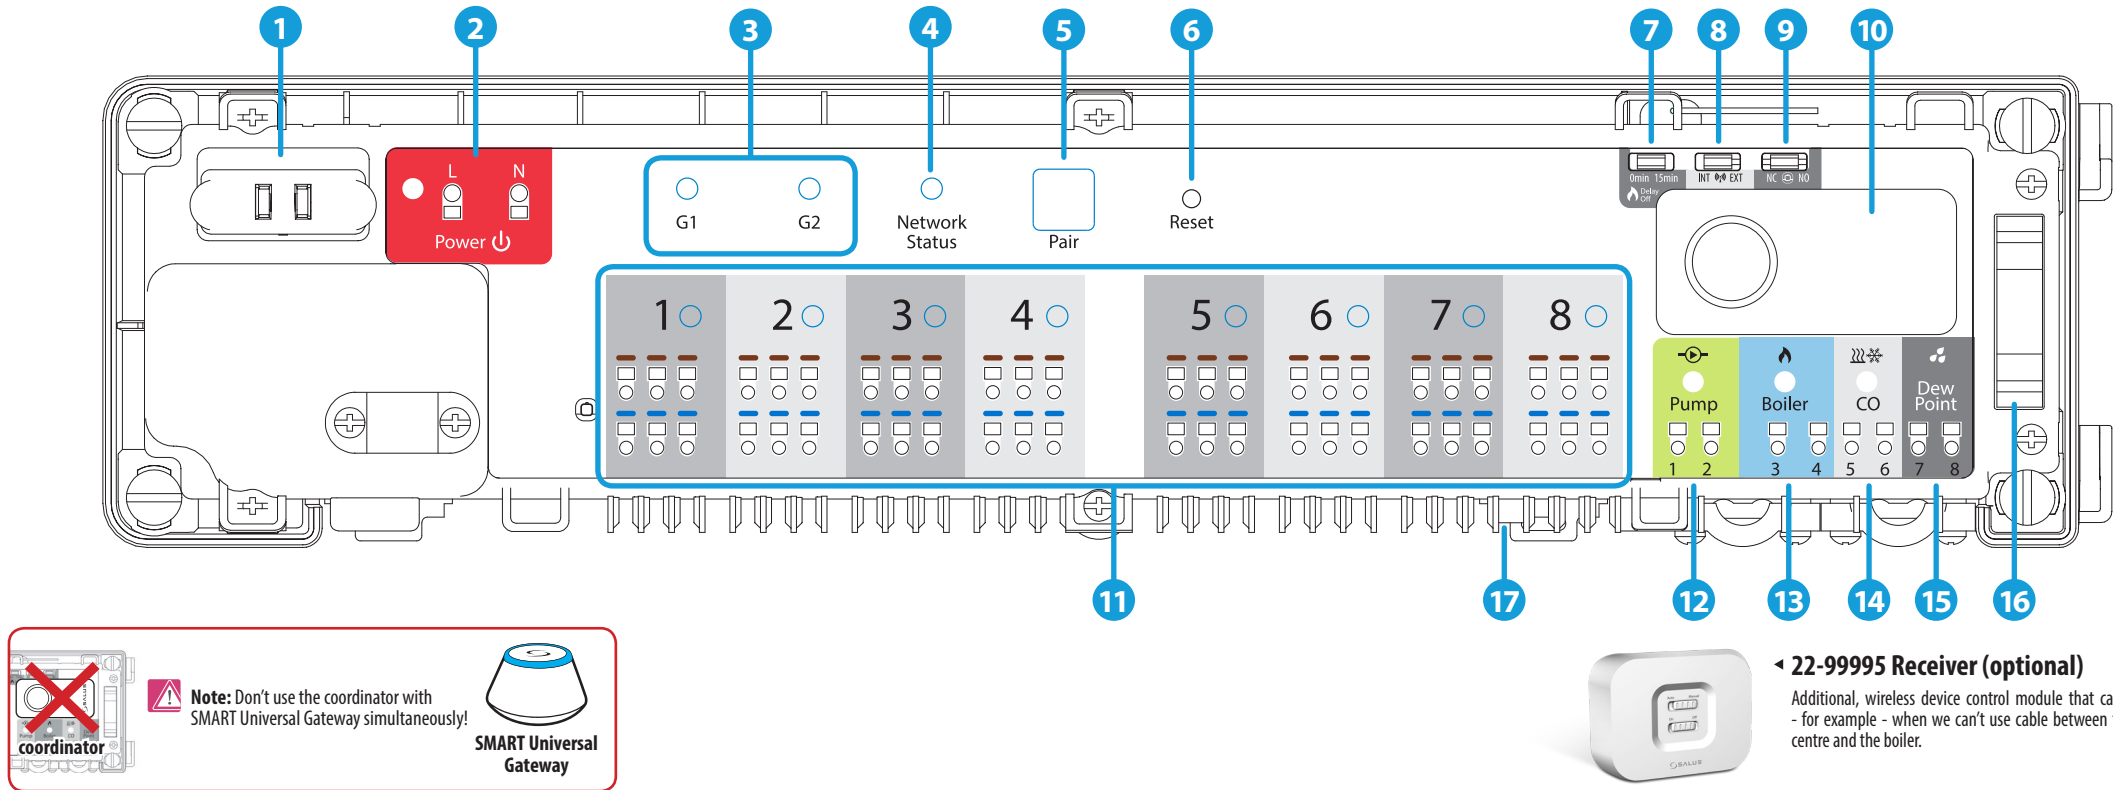 1 2 3 4 5 6 7 8 9 10
L N
Power
G1 G2
Network
Status
Pair
Reset
0min 15min
Delay
Off
INT EXT
NC NO
1 2 3 4 5 6 7 8
Pump
Boiler
CO
Dew
Point
1 2 3 4 5 6 7 8
11 17 12 13 14 15 16
coordinator
Note: Don't use the coordinator with
SMART Universal Gateway simultaneously!
SMART Universal
Gateway
SALUS
22-99995 Receiver (optional)
Additional, wireless device control module that ca
- for example - when we can't use cable between
centre and the boiler.